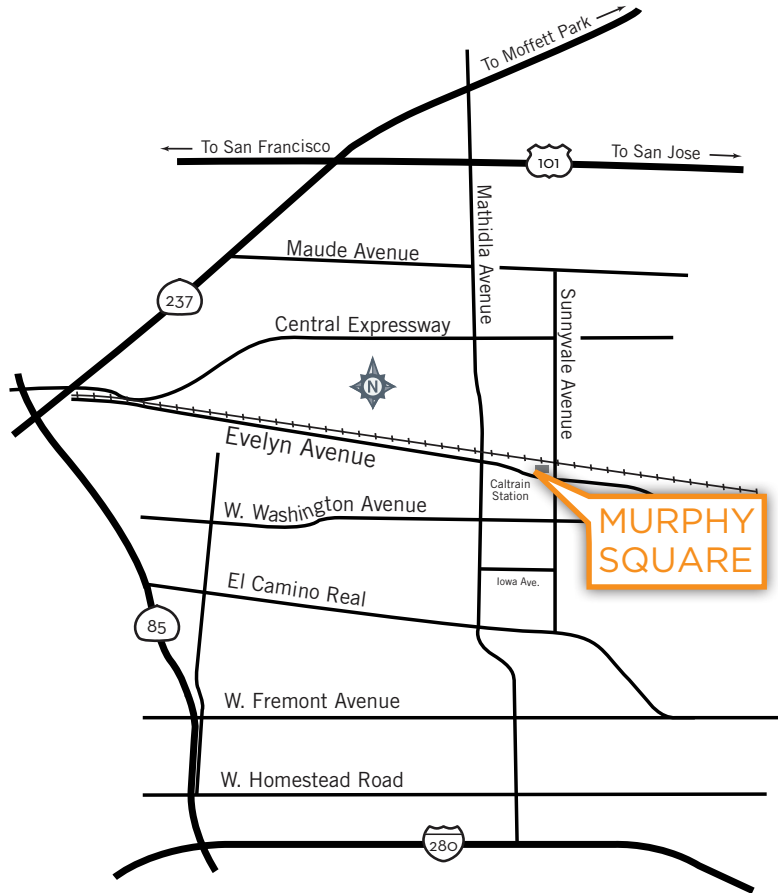 To Moffett Park
To San Francisco
To San Jose
101
Mathidla Avenue
Maude Avenue
237
Sunnyvale Avenue
Central Expressway
N
Evelyn Avenue
Caltrain
Station
W. Washington Avenue
MURPHY
SQUARE
Iowa Ave.
El Camino Real
85
W. Fremont Avenue
W. Homestead Road
280